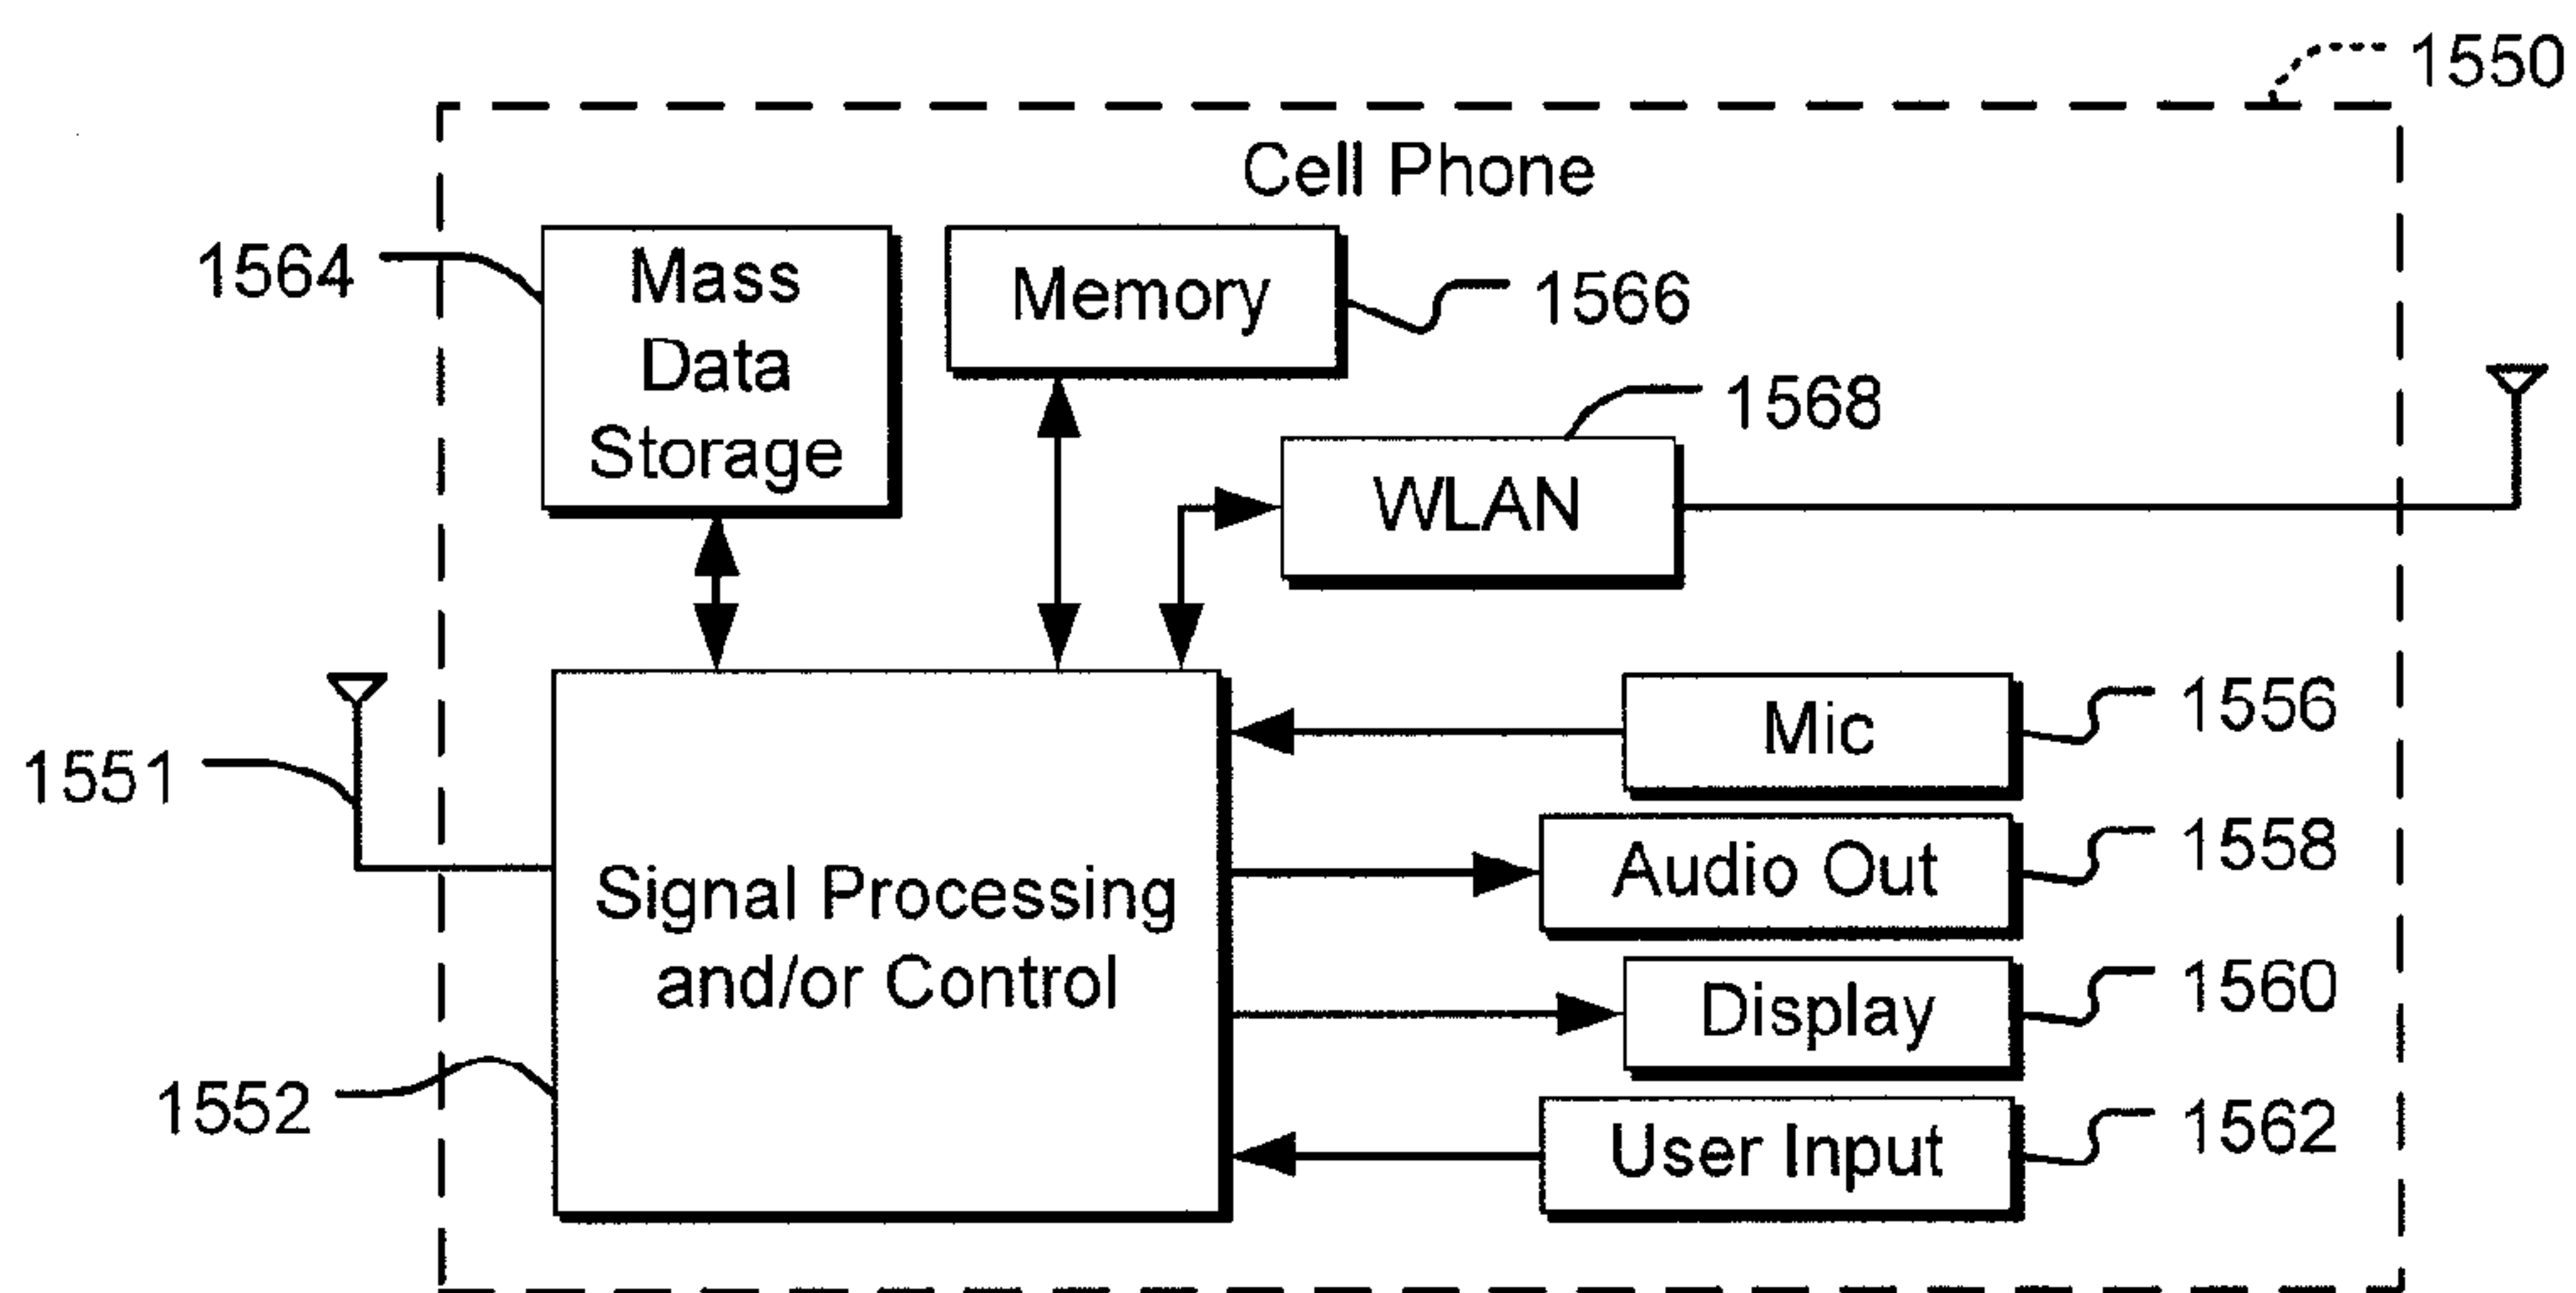 1550
Cell Phone
1564
Mass
Data
Storage
Memory
1566
1568
WLAN
1551
Mic
1556
Audio Out
1558
Signal Processing
and/or Control
Display
1560
1552
User Input
1562